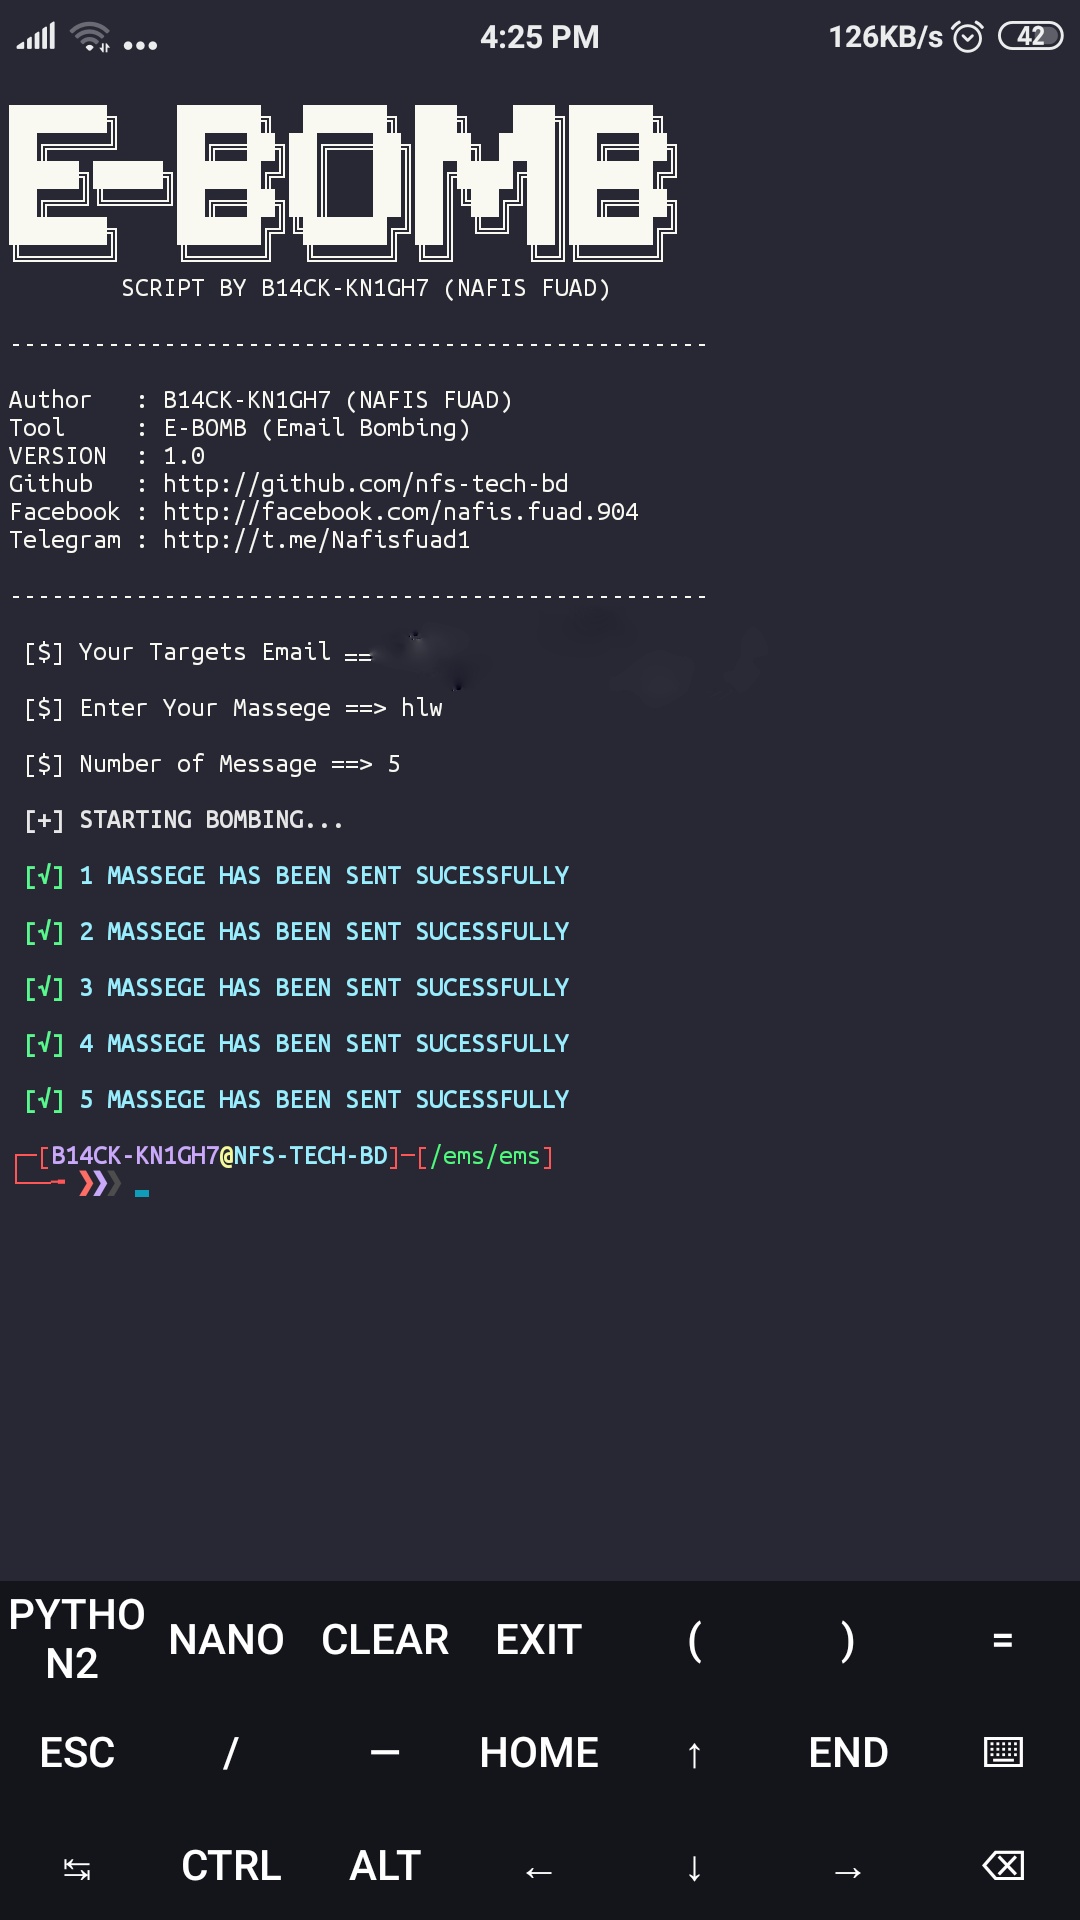 4:25 PM 126KB/s 42
E-BOMB
SCRIPT BY B14CK-KN1GH7 (NAFIS FUAD)
--------------------------------------------------
Author   : B14CK-KN1GH7 (NAFIS FUAD)
Tool     : E-BOMB (Email Bombing)
VERSION  : 1.0
Github   : http://github.com/nfs-tech-bd
Facebook : http://facebook.com/nafis.fuad.904
Telegram : http://t.me/Nafisfuad1
--------------------------------------------------
[$] Your Targets Email ==
[$] Enter Your Massege ==> hlw
[$] Number of Message ==> 5
[+] STARTING BOMBING...
[√] 1 MASSEGE HAS BEEN SENT SUCESSFULLY
[√] 2 MASSEGE HAS BEEN SENT SUCESSFULLY
[√] 3 MASSEGE HAS BEEN SENT SUCESSFULLY
[√] 4 MASSEGE HAS BEEN SENT SUCESSFULLY
[√] 5 MASSEGE HAS BEEN SENT SUCESSFULLY
┌─[B14CK-KN1GH7@NFS-TECH-BD]─[/ems/ems]
└──╼ ❯❯❯
PYTHO
N2 NANO CLEAR EXIT ( ) =
ESC / — HOME ↑ END
↹ CTRL ALT ← ↓ → ⌫